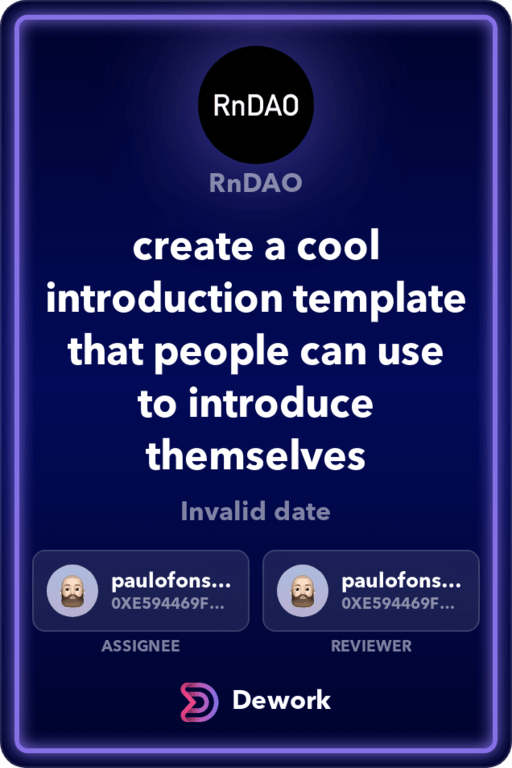 RnDAO
RnDAO
create a cool
introduction template
that people can use
to introduce
themselves
Invalid date
paulofons...
0XE594469F...
paulofons...
0XE594469F...
ASSIGNEE
REVIEWER
Dework